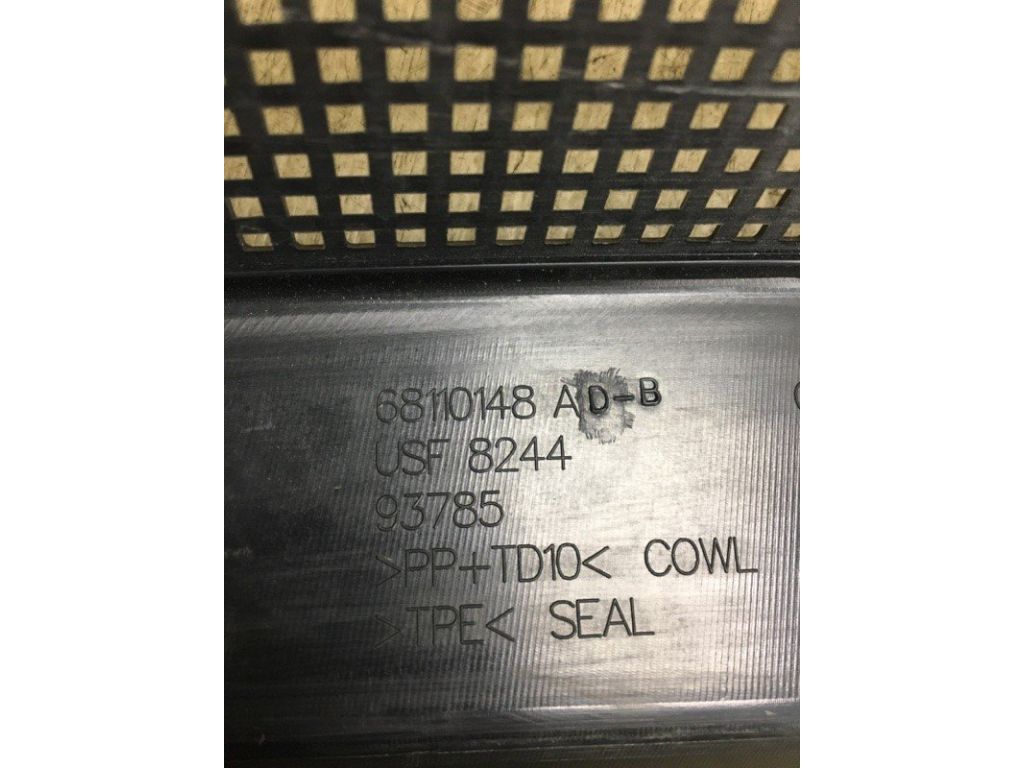 68110148 AD-B
USF 8244
93785
>PP+TD10< COWL
>TPE< SEAL